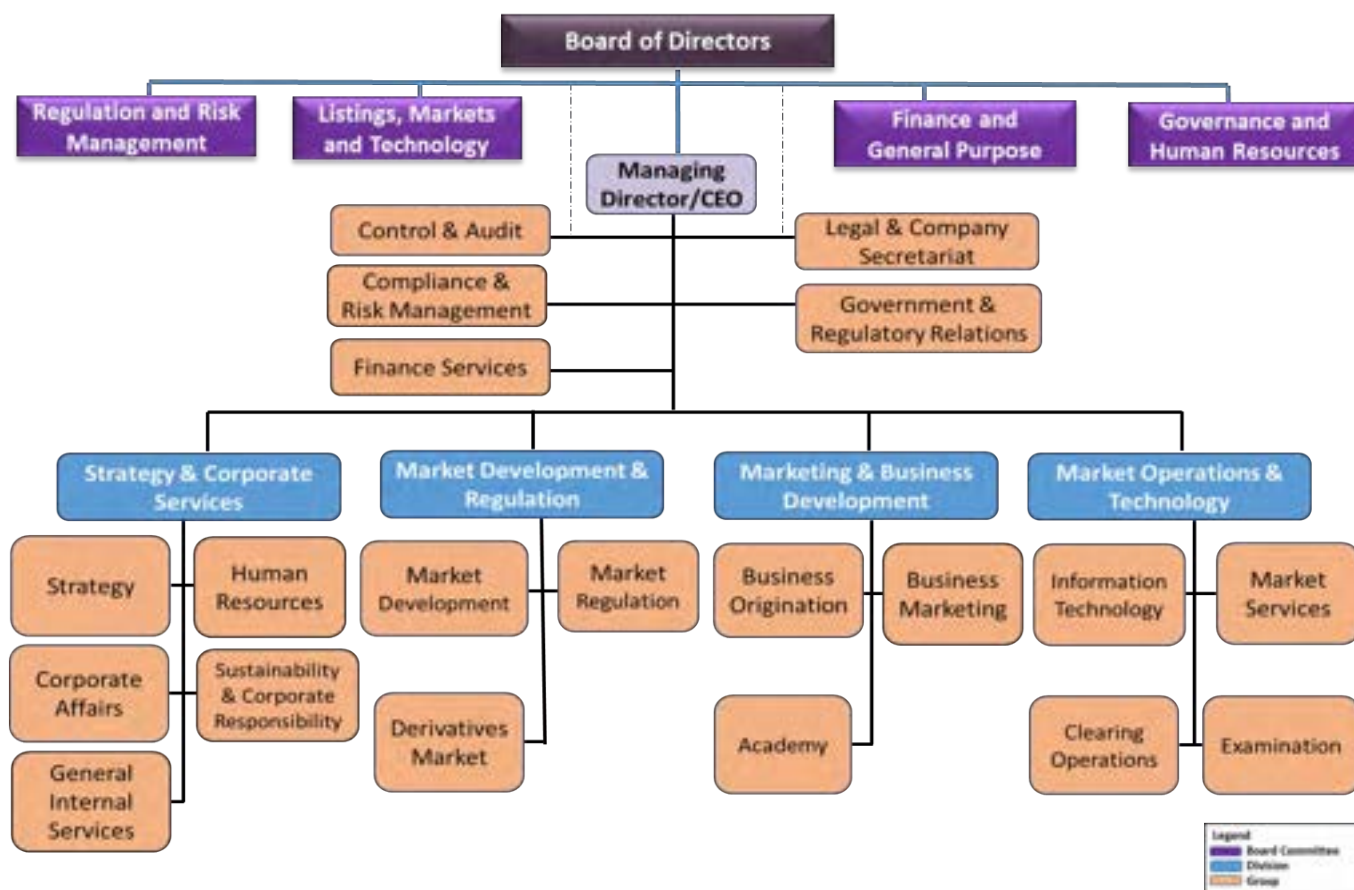 Board of Directors
Regulation and Risk
Management
Listings, Markets
and Technology
Finance and
General Purpose
Governance and
Human Resources
Managing
Director/CEO
Control & Audit
Legal & Company
Secretariat
Compliance &
Risk Management
Government &
Regulatory Relations
Finance Services
Strategy & Corporate
Services
Market Development &
Regulation
Marketing & Business
Development
Market Operations &
Technology
Strategy
Human
Resources
Market
Development
Market
Regulation
Business
Origination
Business
Marketing
Information
Technology
Market
Services
Corporate
Affairs
Sustainability
& Corporate
Responsibility
Derivatives
Market
Academy
Clearing
Operations
Examination
General
Internal
Services
Legend
Board Committee
Division
Group